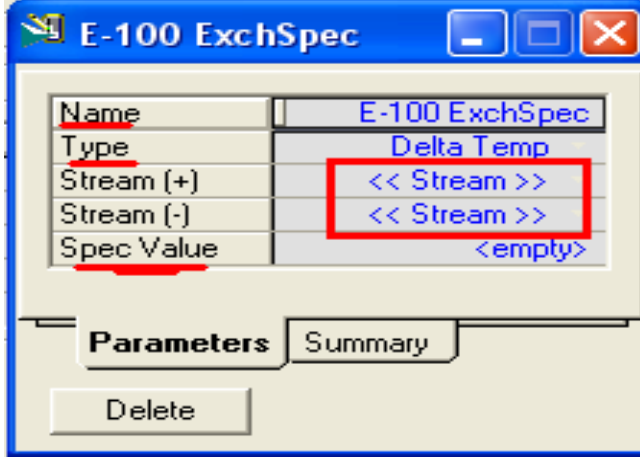 E-100 ExchSpec
Name E-100 ExchSpec
Type Delta Temp
Stream (+) << Stream >>
Stream (-) << Stream >>
Spec Value <empty>
Parameters Summary
Delete